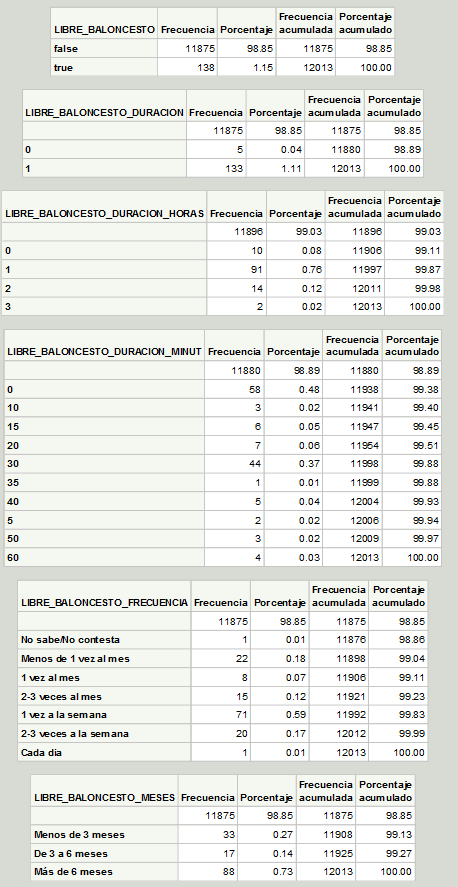 LIBRE_BALONCESTO Frecuencia Porcentaje Frecuencia acumulada Porcentaje acumulado
false 11875 98.85 11875 98.85
true 138 1.15 12013 100.00
LIBRE_BALONCESTO_DURACION Frecuencia Porcentaje Frecuencia acumulada Porcentaje acumulado
11875 98.85 11875 98.85
0 5 0.04 11880 98.89
1 133 1.11 12013 100.00
LIBRE_BALONCESTO_DURACION_HORAS Frecuencia Porcentaje Frecuencia acumulada Porcentaje acumulado
11896 99.03 11896 99.03
0 10 0.08 11906 99.11
1 91 0.76 11997 99.87
2 14 0.12 12011 99.98
3 2 0.02 12013 100.00
LIBRE_BALONCESTO_DURACION_MINUT Frecuencia Porcentaje Frecuencia acumulada Porcentaje acumulado
11880 98.89 11880 98.89
0 58 0.48 11938 99.38
10 3 0.02 11941 99.40
15 6 0.05 11947 99.45
20 7 0.06 11954 99.51
30 44 0.37 11998 99.88
35 1 0.01 11999 99.88
40 5 0.04 12004 99.93
5 2 0.02 12006 99.94
50 3 0.02 12009 99.97
60 4 0.03 12013 100.00
LIBRE_BALONCESTO_FRECUENCIA Frecuencia Porcentaje Frecuencia acumulada Porcentaje acumulado
11875 98.85 11875 98.85
No sabe/No contesta 1 0.01 11876 98.86
Menos de 1 vez al mes 22 0.18 11898 99.04
1 vez al mes 8 0.07 11906 99.11
2-3 veces al mes 15 0.12 11921 99.23
1 vez a la semana 71 0.59 11992 99.83
2-3 veces a la semana 20 0.17 12012 99.99
Cada día 1 0.01 12013 100.00
LIBRE_BALONCESTO_MESES Frecuencia Porcentaje Frecuencia acumulada Porcentaje acumulado
11875 98.85 11875 98.85
Menos de 3 meses 33 0.27 11908 99.13
De 3 a 6 meses 17 0.14 11925 99.27
Más de 6 meses 88 0.73 12013 100.00